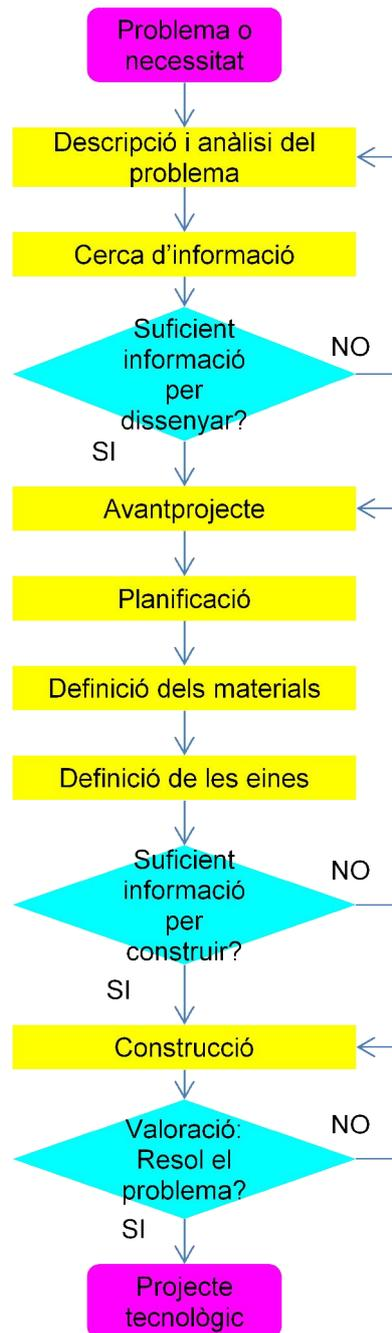 Problema o
necessitat
Descripció i anàlisi del
problema
Cerca d’informació
Suficient
informació
per
dissenyar?
NO
SI
Avantprojecte
Planificació
Definició dels materials
Definició de les eines
Suficient
informació
per
construir?
NO
SI
Construcció
Valoració:
Resol el
problema?
NO
SI
Projecte
tecnològic